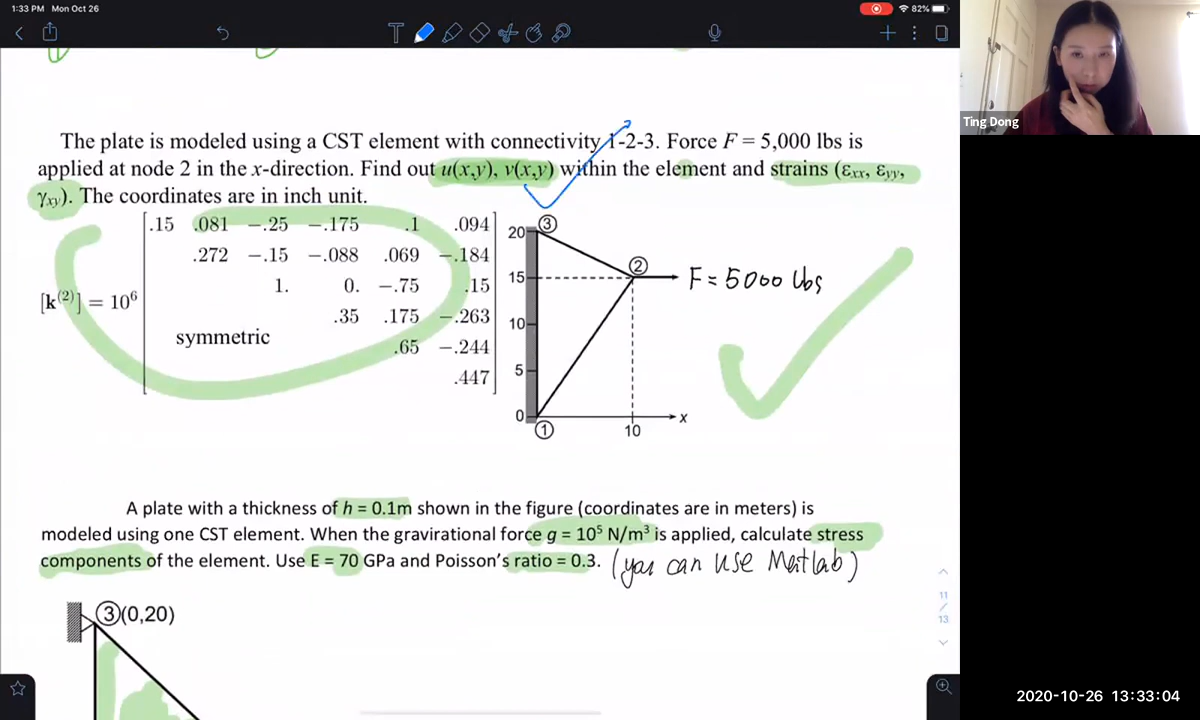 1:33 PM Mon Oct 26
82%
The plate is modeled using a CST element with connectivity 1-2-3. Force F = 5,000 lbs is
applied at node 2 in the x-direction. Find out u(x,y), v(x,y) within the element and strains (εxx, εyy,
γxy). The coordinates are in inch unit.
[k(2)] = 10⁶
.15 .081 −.25 −.175 .1 .094
.272 −.15 −.088 .069 −.184
1. 0. −.75 .15
.35 .175 −.263
symmetric
.65 −.244
.447
20 ③
15 ② F = 5000 lbs
10
5
0 x
① 10
A plate with a thickness of h = 0.1m shown in the figure (coordinates are in meters) is
modeled using one CST element. When the gravirational force g = 10⁵ N/m³ is applied, calculate stress
components of the element. Use E = 70 GPa and Poisson's ratio = 0.3. (you can use Matlab)
11
/
13
③(0,20)
Ting Dong
2020-10-26 13:33:04